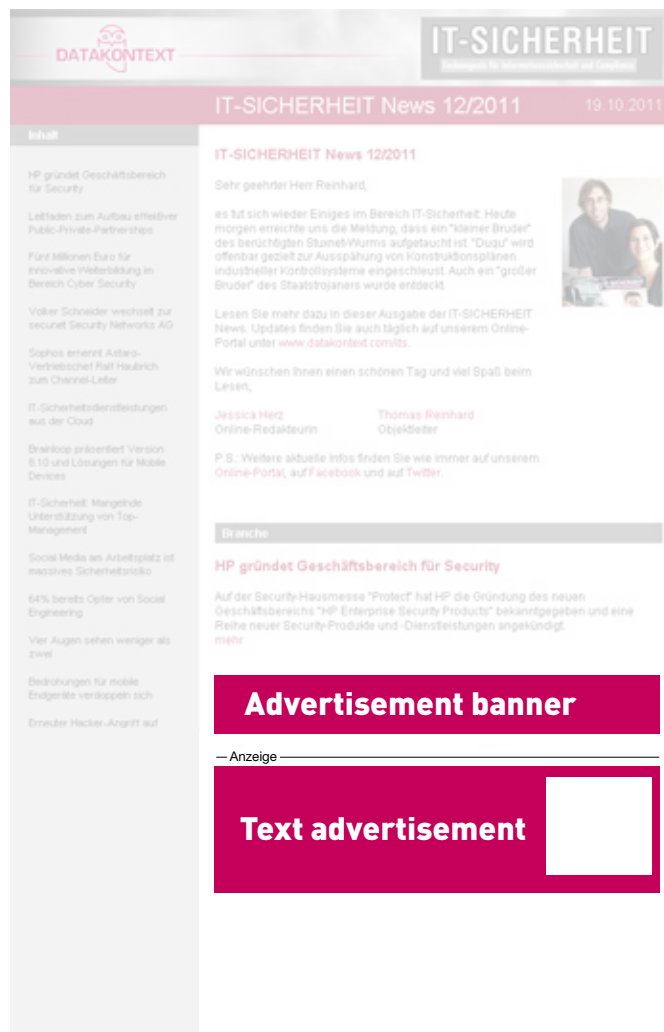 DATAKONTEXT
IT-SICHERHEIT
Fachmagazin für Informationssicherheit und Compliance
IT-SICHERHEIT News 12/2011
19.10.2011
Inhalt
HP gründet Geschäftsbereich
für Security
Leitfaden zum Aufbau effektiver
Public-Private-Partnerships
Fünf Millionen Euro für
innovative Weiterbildung im
Bereich Cyber Security
Volker Schneider wechselt zur
secunet Security Networks AG
Sophos ernennt Astaro-
Vertriebschef Ralf Haubrich
zum Channel-Leiter
IT-Sicherheitsdienstleistungen
aus der Cloud
Brainloop präsentiert Version
8.10 und Lösungen für Mobile
Devices
IT-Sicherheit: Mangelnde
Unterstützung von Top-
Management
Social Media am Arbeitsplatz ist
massives Sicherheitsrisiko
64% bereits Opfer von Social
Engineering
Vier Augen sehen weniger als
zwei
Bedrohungen für mobile
Endgeräte verdoppeln sich
Erneuter Hacker-Angriff auf
IT-SICHERHEIT News 12/2011
Sehr geehrter Herr Reinhard,
es tut sich wieder Einiges im Bereich IT-Sicherheit: Heute
morgen erreichte uns die Meldung, dass ein "kleiner Bruder"
des berüchtigten Stuxnet-Wurms aufgetaucht ist. "Duqu" wird
offenbar gezielt zur Ausspähung von Konstruktionsplänen
industrieller Kontrollsysteme eingeschleust. Auch ein "großer
Bruder" des Staatstrojaners wurde entdeckt.
Lesen Sie mehr dazu in dieser Ausgabe der IT-SICHERHEIT
News. Updates finden Sie auch täglich auf unserem Online-
Portal unter www.datakontext.com/its.
Wir wünschen Ihnen einen schönen Tag und viel Spaß beim
Lesen,
Jessica Herz Thomas Reinhard
Online-Redakteurin Objektleiter
P.S.: Weitere aktuelle Infos finden Sie wie immer auf unserem
Online-Portal, auf Facebook und auf Twitter.
Branche
HP gründet Geschäftsbereich für Security
Auf der Security-Hausmesse "Protect" hat HP die Gründung des neuen
Geschäftsbereichs "HP Enterprise Security Products" bekanntgegeben und eine
Reihe neuer Security-Produkte und -Dienstleistungen angekündigt.
mehr
Advertisement banner
Anzeige
Text advertisement